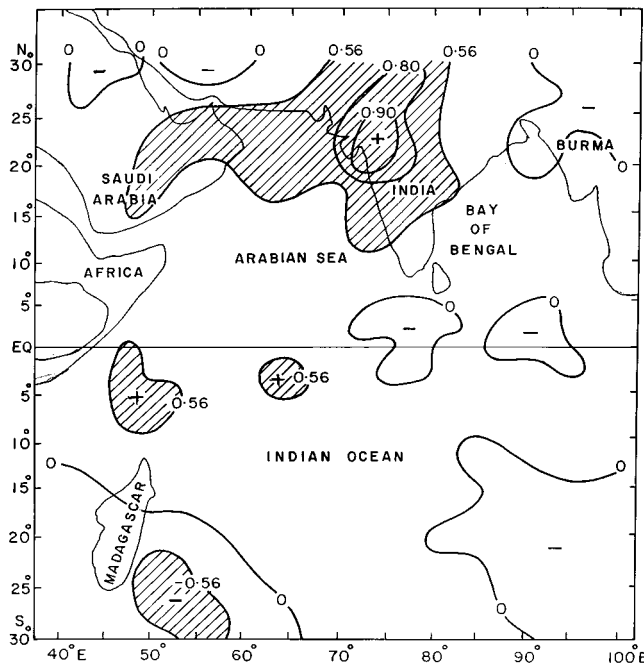 0 0 0 0 0.56 0.80 0.56 0
N.° 30° 25° 20° 15° 10° 5° EQ. 5° 10° 15° 20° 25° S.° 30°
- - -
0.90
+
BURMA
0
SAUDI
ARABIA
INDIA
BAY
OF
BENGAL
ARABIAN SEA
AFRICA
0 0
- -
+ 0.56 + 0.56
INDIAN OCEAN
0 0
MADAGASCAR
-0.56
- -
0 0
40°E 50° 60° 70° 80° 90° 100°E